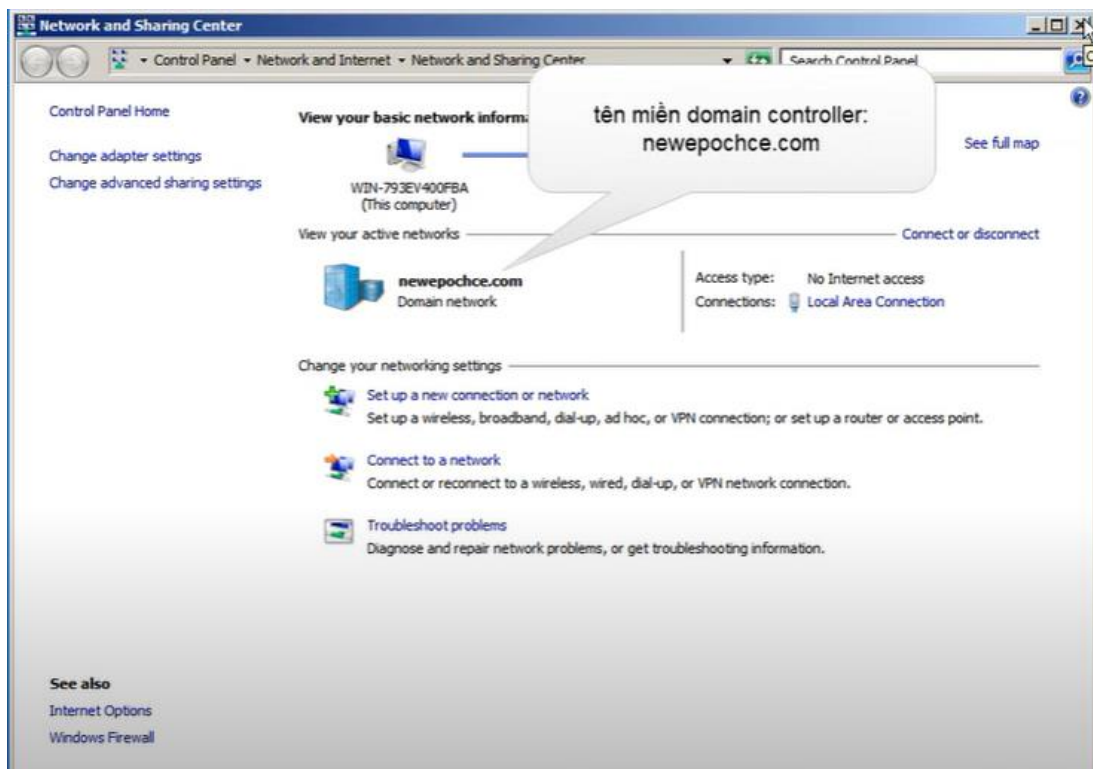 Network and Sharing Center
Control Panel Network and Internet Network and Sharing Center
Search Control Panel
Control Panel Home
Change adapter settings
Change advanced sharing settings
View your basic network
tên miền domain controller:
newepochce.com
See full map
WIN-793EV400FBA
(This computer)
View your active networks
Connect or disconnect
newepochce.com
Domain network
Access type: No Internet access
Connections: Local Area Connection
Change your networking settings
Set up a new connection or network
Set up a wireless, broadband, dial-up, ad hoc, or VPN connection; or set up a router or access point.
Connect to a network
Connect or reconnect to a wireless, wired, dial-up, or VPN network connection.
Troubleshoot problems
Diagnose and repair network problems, or get troubleshooting information.
See also
Internet Options
Windows Firewall